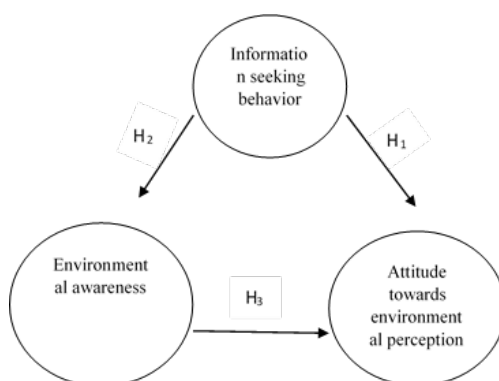 Informatio
n seeking
behavior
H₂
H₁
Environment
al awareness
H₃
Attitude
towards
environment
al perception